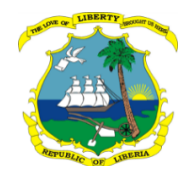 THE LOVE OF LIBERTY BROUGHT US HERE
REPUBLIC OF LIBERIA